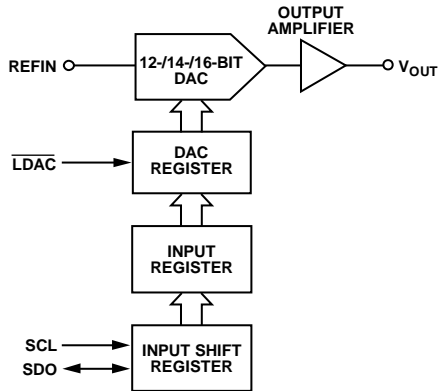 OUTPUT
AMPLIFIER
REFIN
12-/14-/16-BIT
DAC
VOUT
LDAC
DAC
REGISTER
INPUT
REGISTER
SCL
SDO
INPUT SHIFT
REGISTER